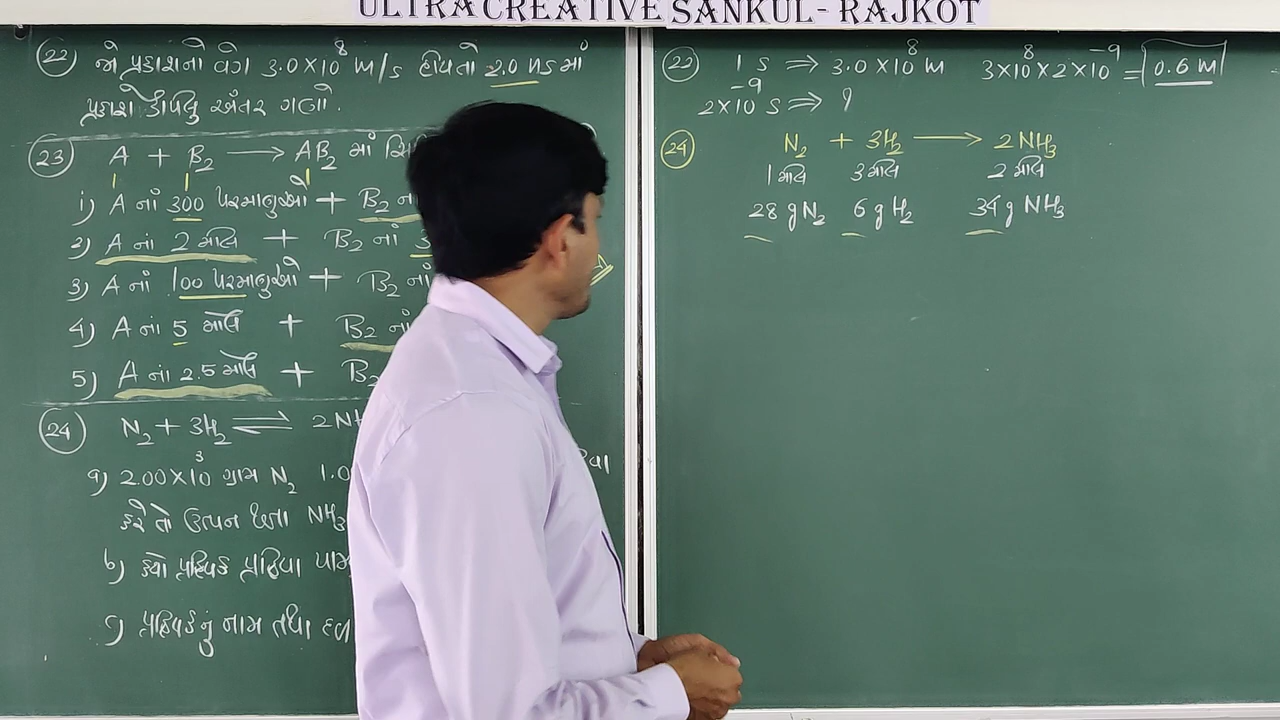 ULTRA CREATIVE SANKUL - RAJKOT
(22) જો પ્રકાશનો વેગ 3.0 × 10⁸ m/s હોય તો 2.0 ns માં
પ્રકાશે કાપેલુ અંતર ગણો.
(23) A + B₂ ⟶ AB₂ માં
1) A નાં 300 પરમાણુઓ + B₂
2) A નાં 2 મોલ + B₂ નાં 3
3) A નાં 100 પરમાણુઓ + B₂ નાં
4) A નાં 5 મોલ + B₂ નાં
5) A નાં 2.5 મોલ + B₂
(24) N₂ + 3H₂ ⇌ 2NH
a) 2.00 × 10³ ગ્રામ N₂ 1.0
કરે તો ઉત્પન્ન થતા NH₃
b) કયો પ્રક્રિયક પ્રક્રિયા
c) પ્રક્રિયકનું નામ તથા
(22) 1 s ⟹ 3.0 × 10⁸ m 3×10⁸ × 2×10⁻⁹ = 0.6 m
2×10⁻⁹ s ⟹ ?
(24) N₂ + 3H₂ ⟶ 2NH₃
1 મોલ 3 મોલ 2 મોલ
28 g N₂ 6 g H₂ 34 g NH₃